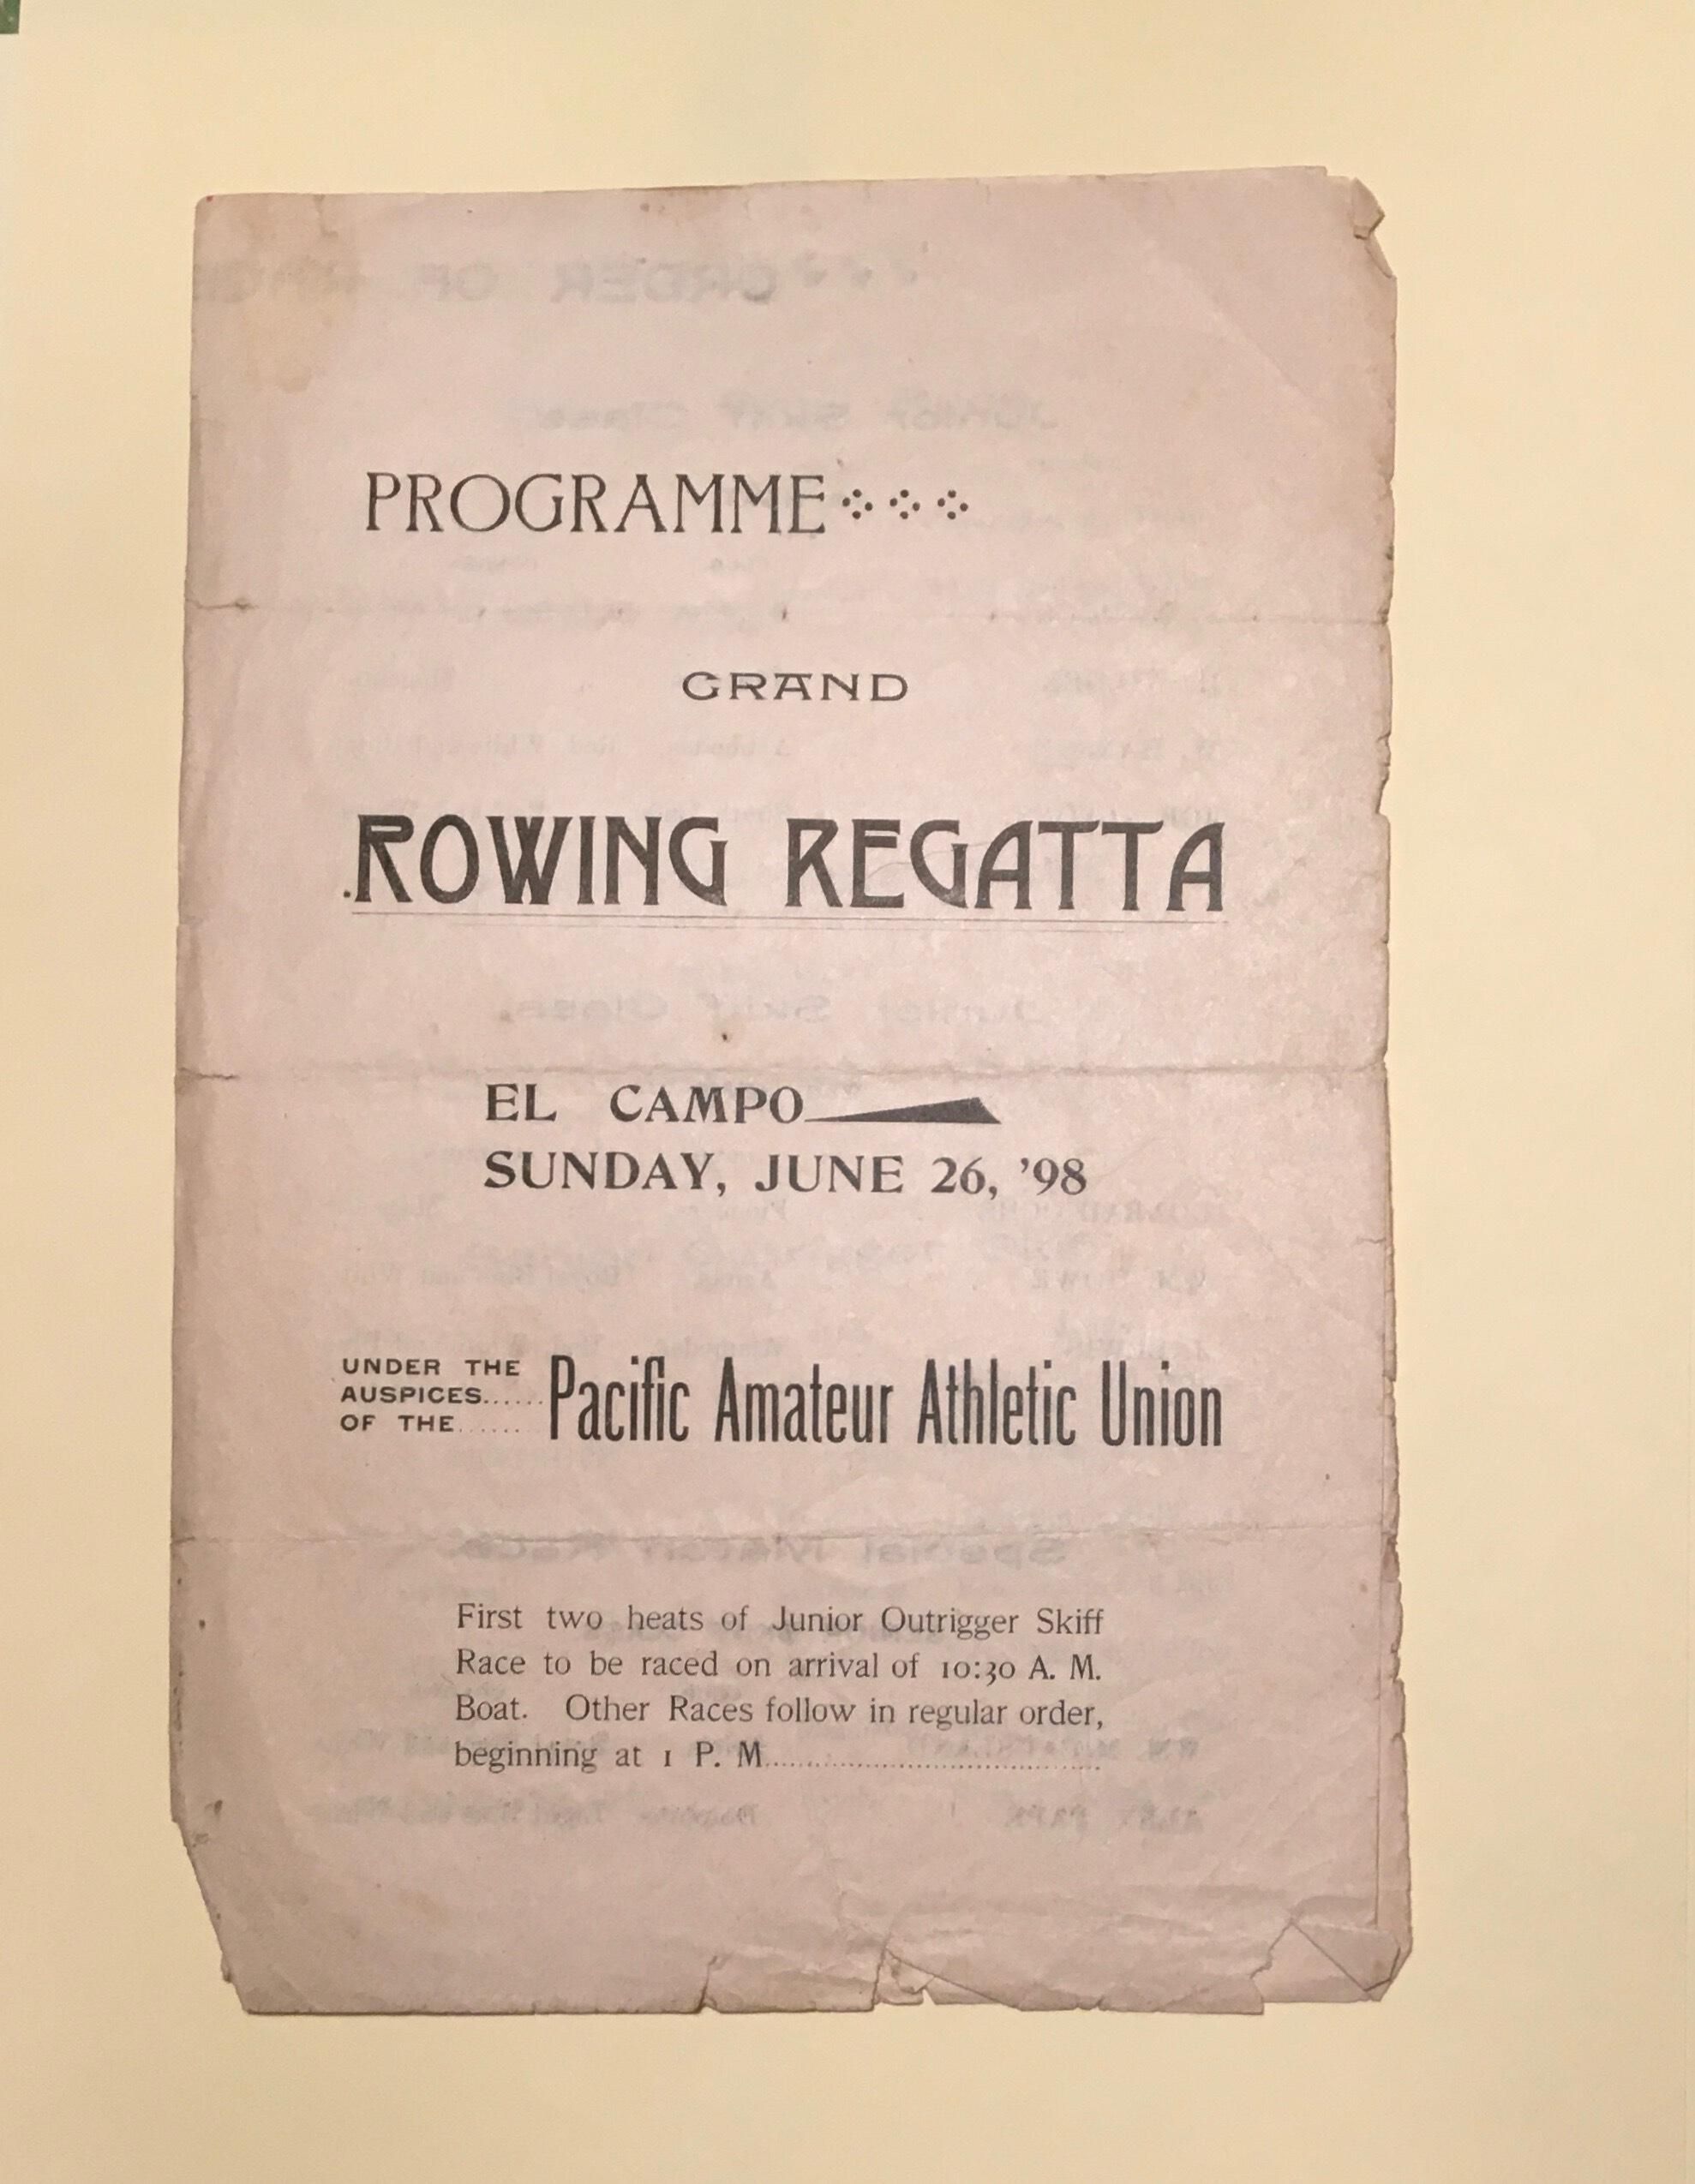 PROGRAMME
GRAND
ROWING REGATTA
EL CAMPO
SUNDAY, JUNE 26, '98
UNDER THE
AUSPICES......
OF THE......
Pacific Amateur Athletic Union
First two heats of Junior Outrigger Skiff
Race to be raced on arrival of 10:30 A. M.
Boat. Other Races follow in regular order,
beginning at 1 P. M.......................................